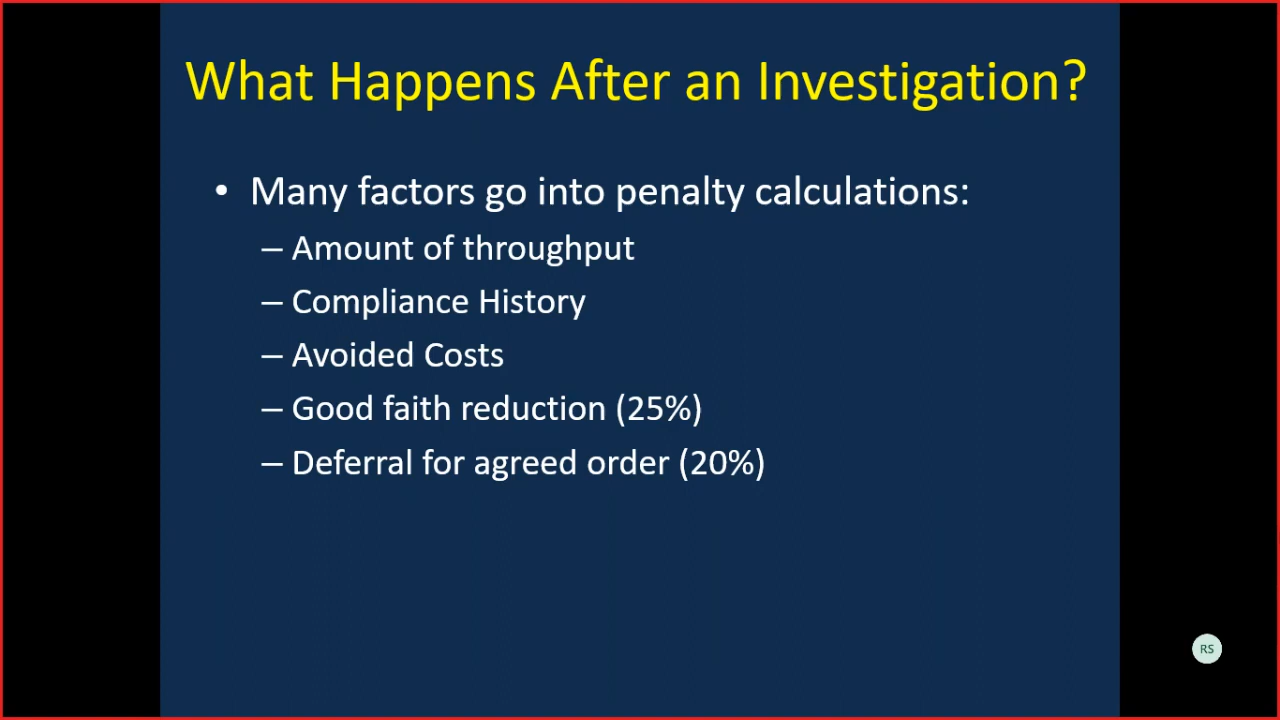 What Happens After an Investigation?
• Many factors go into penalty calculations:
– Amount of throughput
– Compliance History
– Avoided Costs
– Good faith reduction (25%)
– Deferral for agreed order (20%)
RS